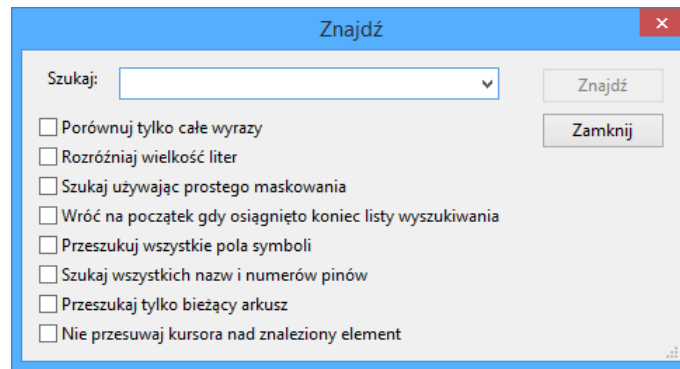 Znajdź
Szukaj:
Znajdź
Porównuj tylko całe wyrazy
Zamknij
Rozróźniaj wielkość liter
Szukaj używając prostego maskowania
Wróć na początek gdy osiągnięto koniec listy wyszukiwania
Przeszukuj wszystkie pola symboli
Szukaj wszystkich nazw i numerów pinów
Przeszukaj tylko bieżący arkusz
Nie przesuwaj kursora nad znaleziony element